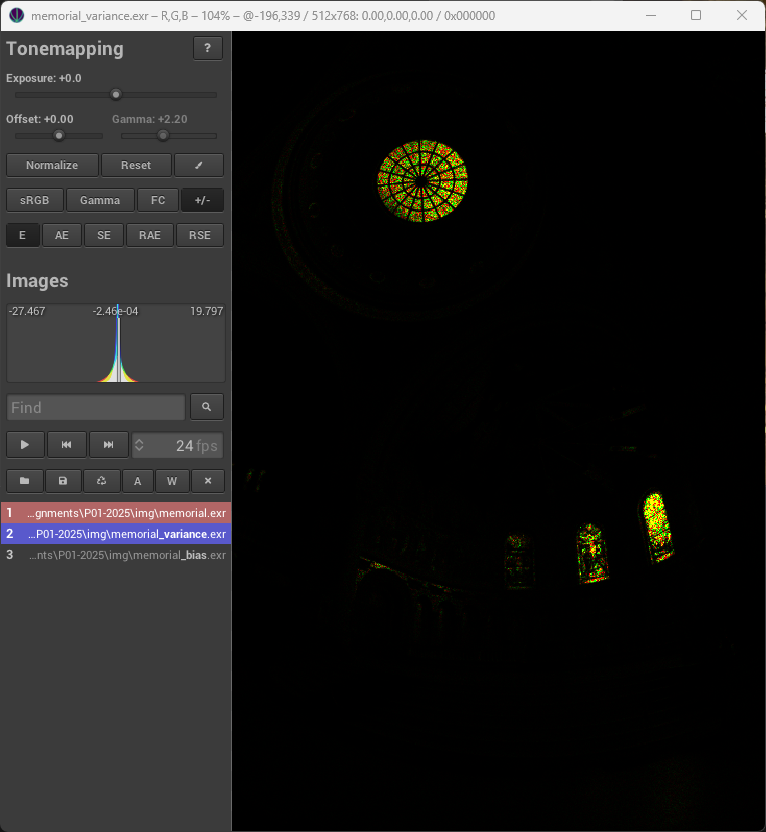 memorial_variance.exr – R,G,B – 104% – @-196,339 / 512x768: 0.00,0.00,0.00 / 0x000000
Tonemapping
?
Exposure: +0.0
Offset: +0.00 Gamma: +2.20
Normalize Reset
sRGB Gamma FC +/-
E AE SE RAE RSE
Images
-27.467 -2.46e-04 19.797
Find
24 fps
A W
1 ...gnments\P01-2025\img\memorial.exr
2 ...P01-2025\img\memorial_variance.exr
3 ...nts\P01-2025\img\memorial_bias.exr